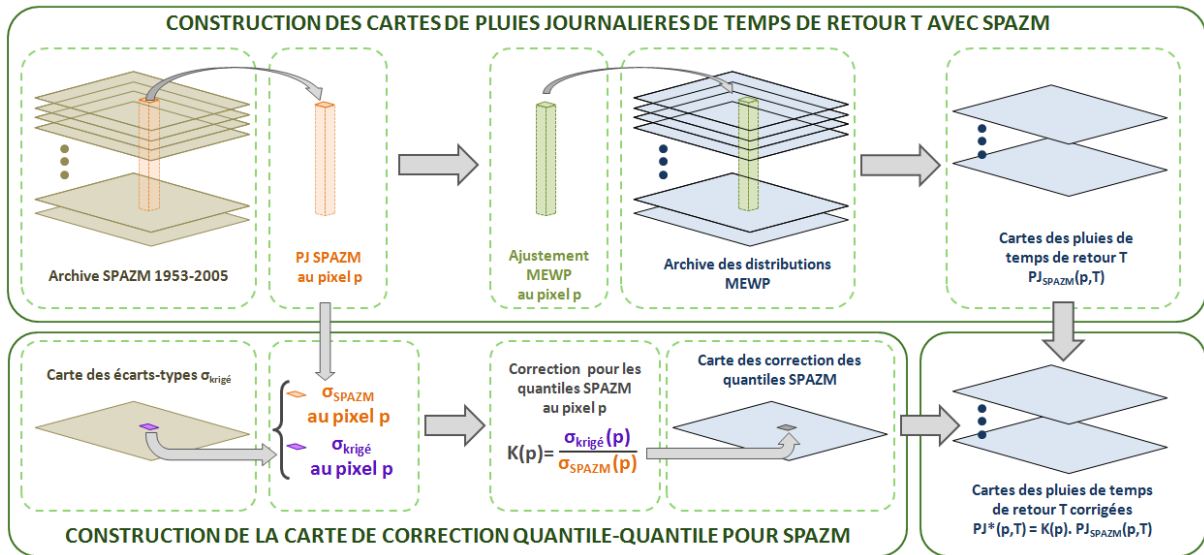 CONSTRUCTION DES CARTES DE PLUIES JOURNALIERES DE TEMPS DE RETOUR T AVEC SPAZM
Archive SPAZM 1953-2005
PJ SPAZM
au pixel p
Ajustement
MEWP
au pixel p
Archive des distributions
MEWP
Cartes des pluies de
temps de retour T
PJSPAZM(p,T)
Carte des écarts-types σkrigé
σSPAZM
au pixel p
σkrigé
au pixel p
Correction pour les
quantiles SPAZM
au pixel p
K(p)= σkrigé(p)
σSPAZM(p)
Carte des correction des
quantiles SPAZM
Cartes des pluies de temps
de retour T corrigées
PJ*(p,T) = K(p). PJSPAZM(p,T)
CONSTRUCTION DE LA CARTE DE CORRECTION QUANTILE-QUANTILE POUR SPAZM